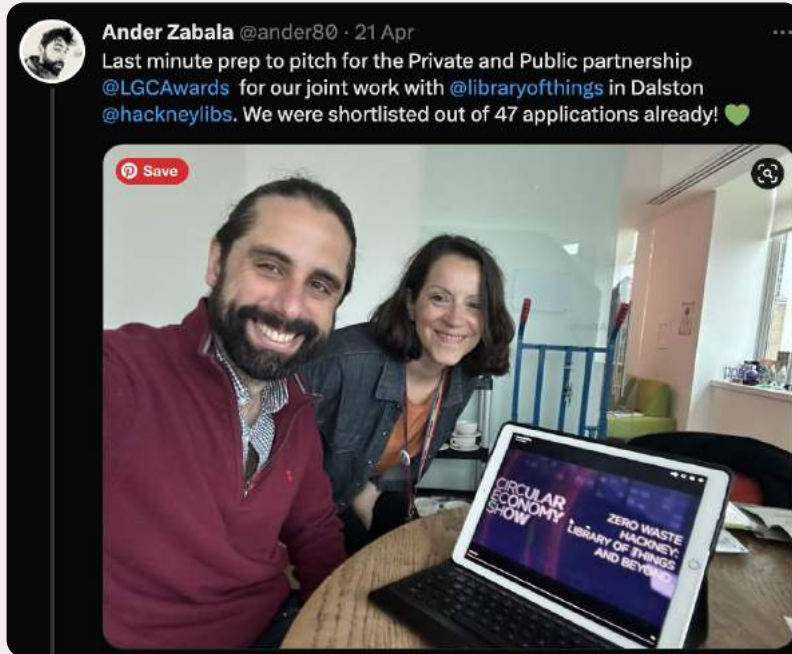 Ander Zabala @ander80 · 21 Apr
Last minute prep to pitch for the Private and Public partnership
@LGCAwards for our joint work with @libraryofthings in Dalston
@hackneylibs. We were shortlisted out of 47 applications already! 💚
Save
CIRCULAR
ECONOMY
SHOW
ZERO WASTE
HACKNEY:
LIBRARY OF THINGS
AND BEYOND